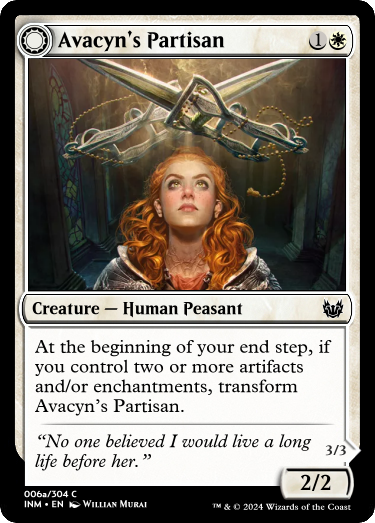 Avacyn's Partisan 1
Creature — Human Peasant
At the beginning of your end step, if
you control two or more artifacts
and/or enchantments, transform
Avacyn's Partisan.
"No one believed I would live a long
life before her."
3/3
2/2
006a/304 C
INM • EN WILLIAN MURAI
™ & © 2024 Wizards of the Coast